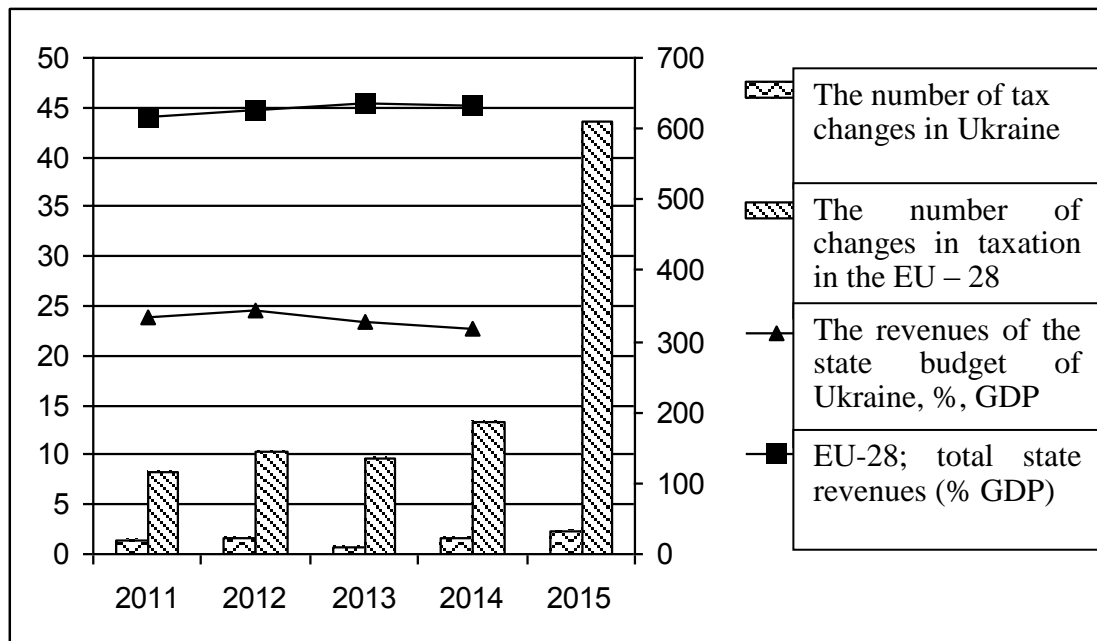 50
45
40
35
30
25
20
15
10
5
0
700
600
500
400
300
200
100
0
2011 2012 2013 2014 2015
The number of tax
changes in Ukraine
The number of
changes in taxation
in the EU – 28
The revenues of the
state budget of
Ukraine, %, GDP
EU-28; total state
revenues (% GDP)